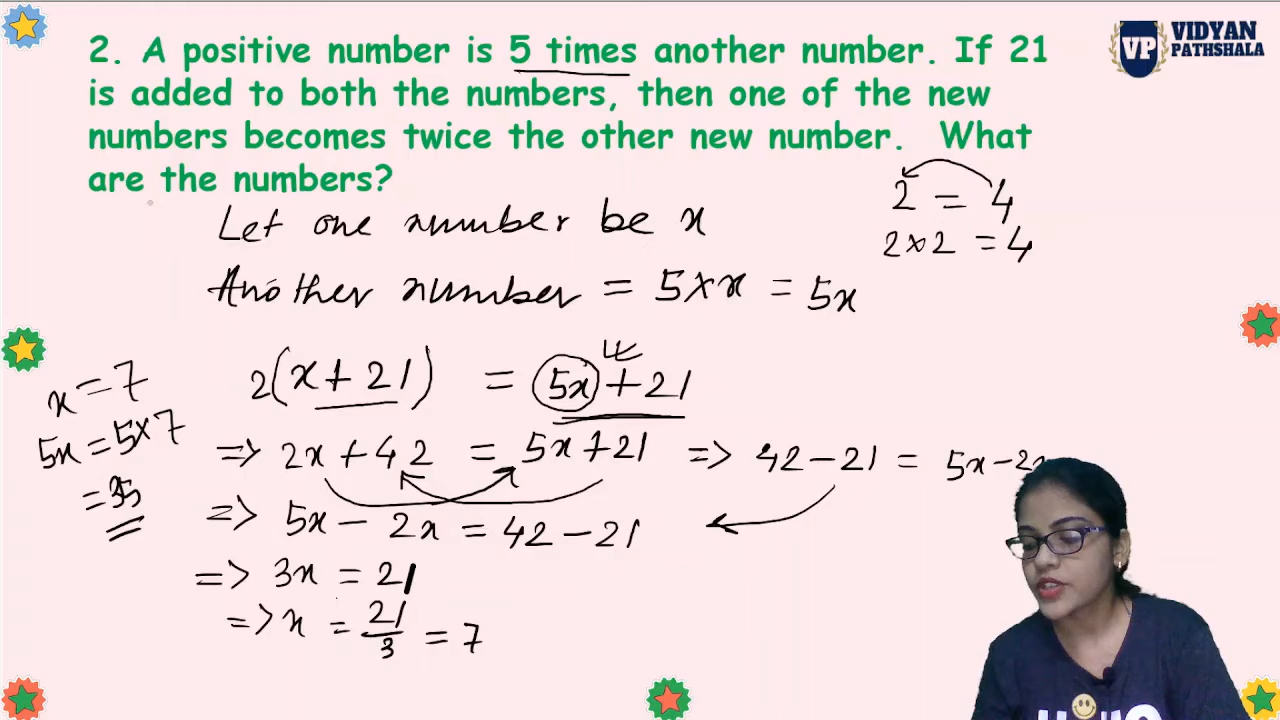 2. A positive number is 5 times another number. If 21
is added to both the numbers, then one of the new
numbers becomes twice the other new number. What
are the numbers?
VP VIDYAN
PATHSHALA
2 = 4
2×2 = 4
Let one number be x
Another number = 5×x = 5x
2(x+21) = 5x+21
=> 2x+42 = 5x+21 => 42-21 = 5x-2x
=> 5x-2x = 42-21
=> 3x = 21
=> x = 21/3 = 7
x=7
5x=5×7
=35